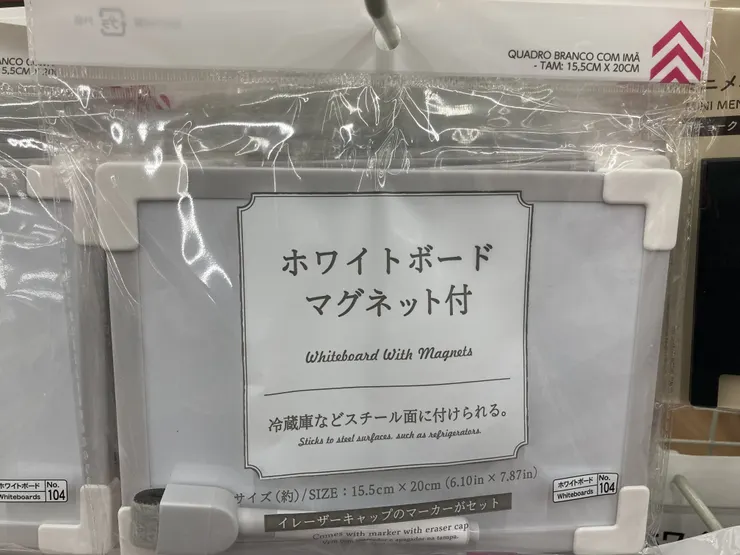 QUADRO BRANCO COM IMÃ
- TAM: 15,5CM X 20CM
ホワイトボード
マグネット付
Whiteboard With Magnets
冷蔵庫などスチール面に付けられる。
Sticks to steel surfaces, such as refrigerators.
サイズ(約)/SIZE : 15.5cm × 20cm (6.10in × 7.87in)
イレーザーキャップのマーカーがセット
Comes with marker with eraser cap
ホワイトボード
Whiteboards
No.
104
ホワイトボード
Whiteboards
No.
104